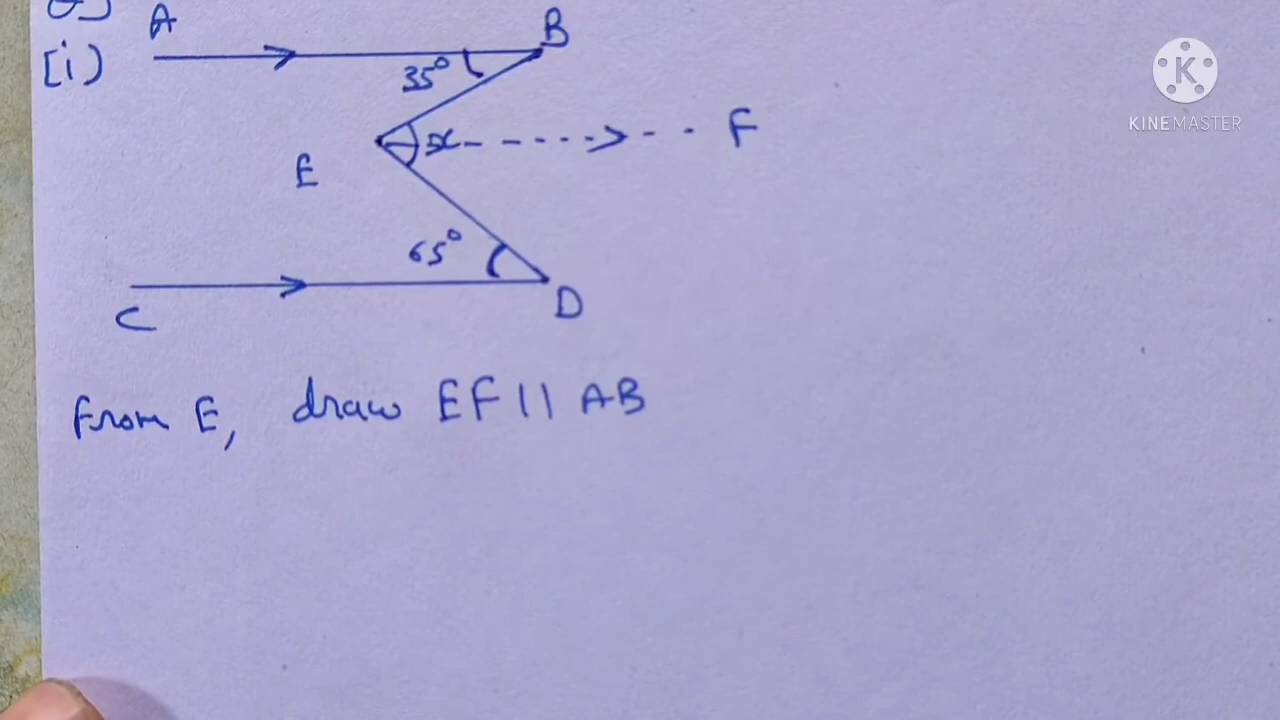 A
B
[i)
35°
x
F
E
65°
C
D
From E, draw EF || AB
K
KINEMASTER